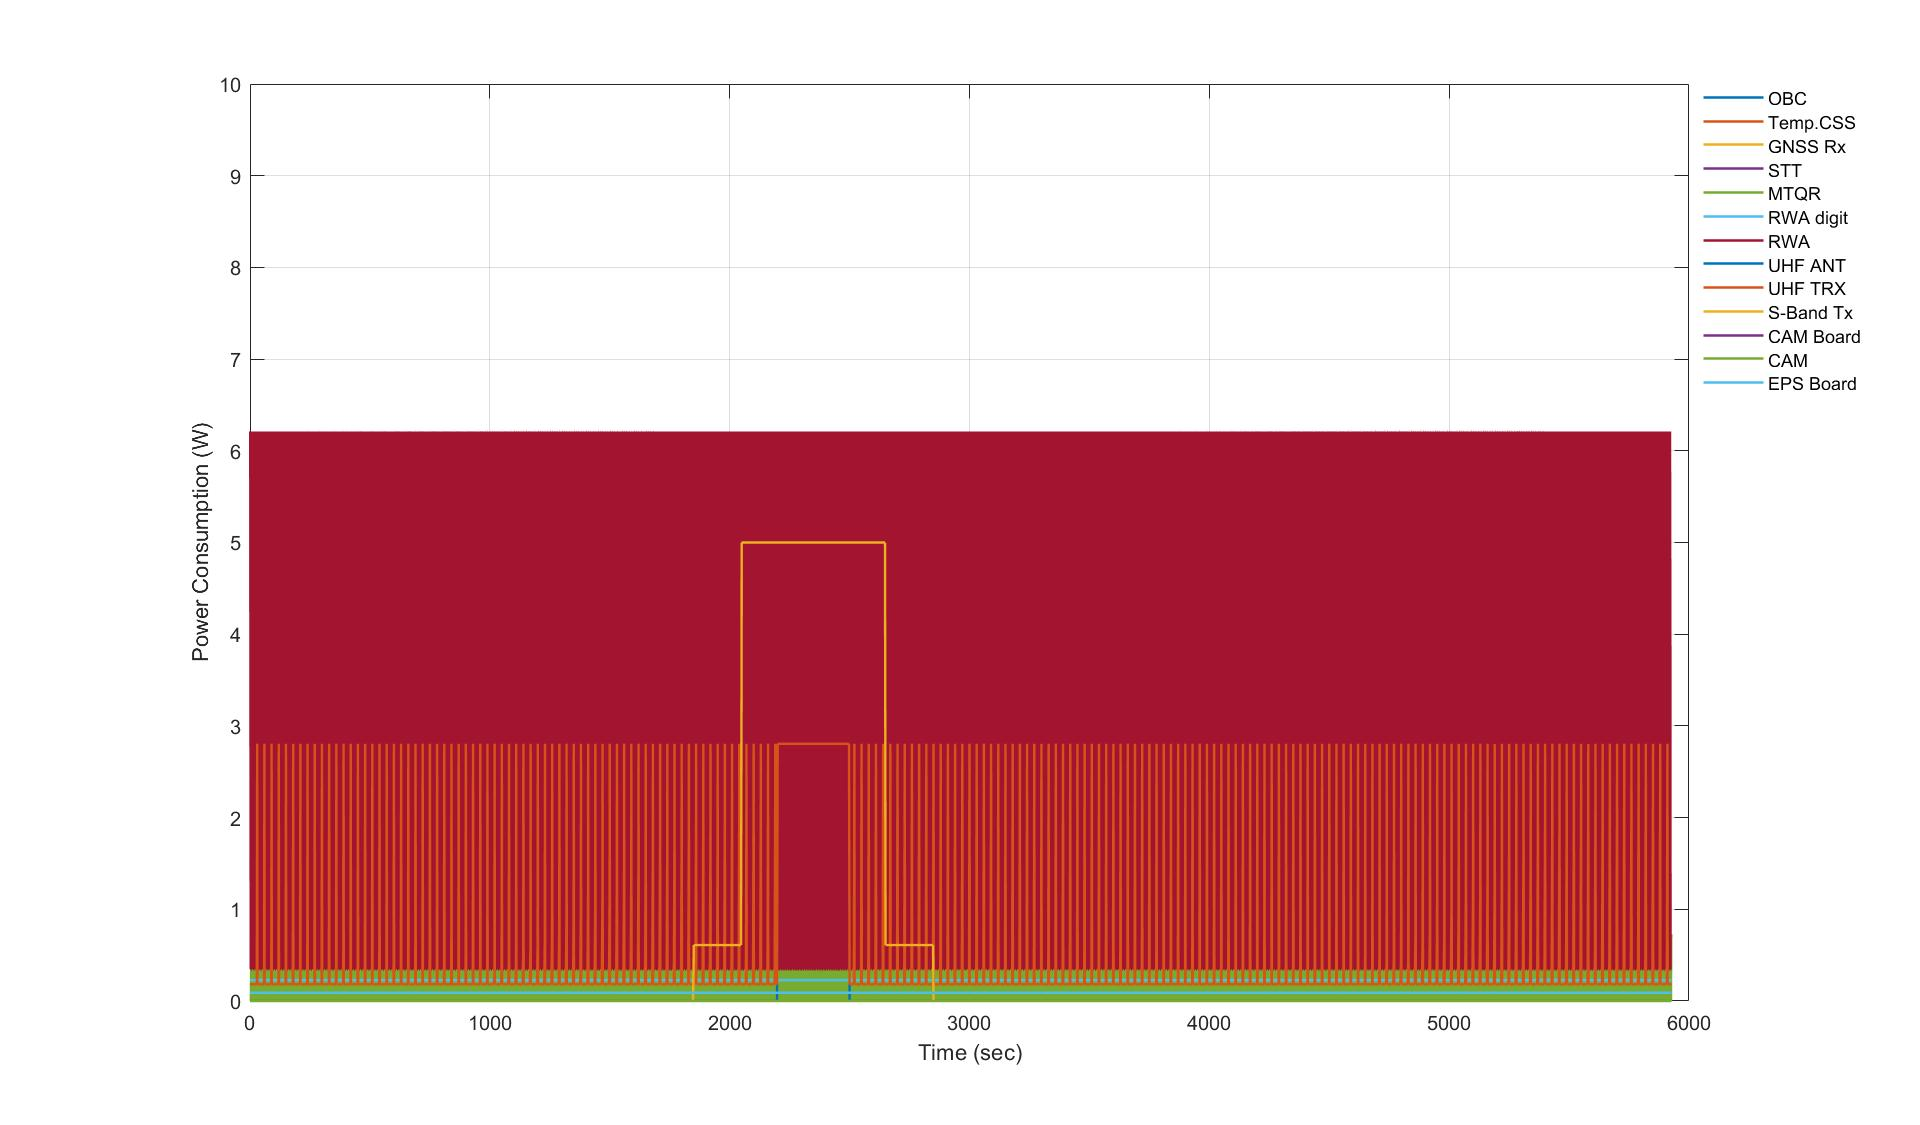 10
9
8
7
6
5
4
3
2
1
0
Power Consumption (W)
0 1000 2000 3000 4000 5000 6000
Time (sec)
OBC
Temp.CSS
GNSS Rx
STT
MTQR
RWA digit
RWA
UHF ANT
UHF TRX
S-Band Tx
CAM Board
CAM
EPS Board